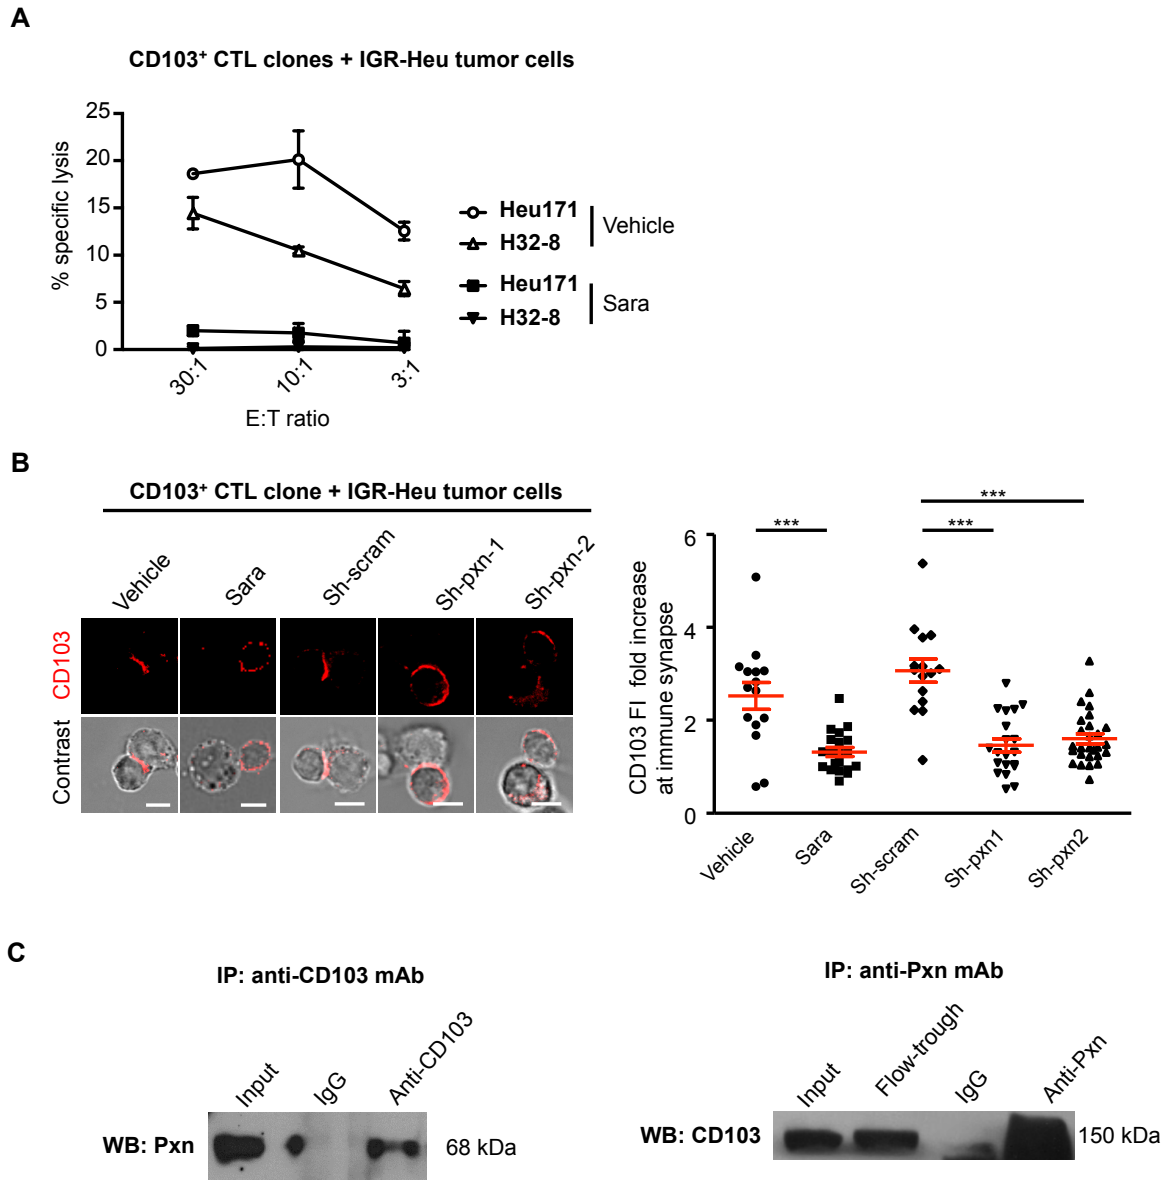 A
CD103⁺ CTL clones + IGR-Heu tumor cells
25
20
15
10
5
0
% specific lysis
30:1
10:1
3:1
E:T ratio
Heu171
H32-8
Vehicle
Heu171
H32-8
Sara
B
CD103⁺ CTL clone + IGR-Heu tumor cells
Vehicle
Sara
Sh-scram
Sh-pxn-1
Sh-pxn-2
CD103
Contrast
***
***
***
6
4
2
0
CD103 FI fold increase
at immune synapse
Vehicle
Sara
Sh-scram
Sh-pxn1
Sh-pxn2
C
IP: anti-CD103 mAb
Input
IgG
Anti-CD103
WB: Pxn
68 kDa
IP: anti-Pxn mAb
Input
Flow-trough
IgG
Anti-Pxn
WB: CD103
150 kDa